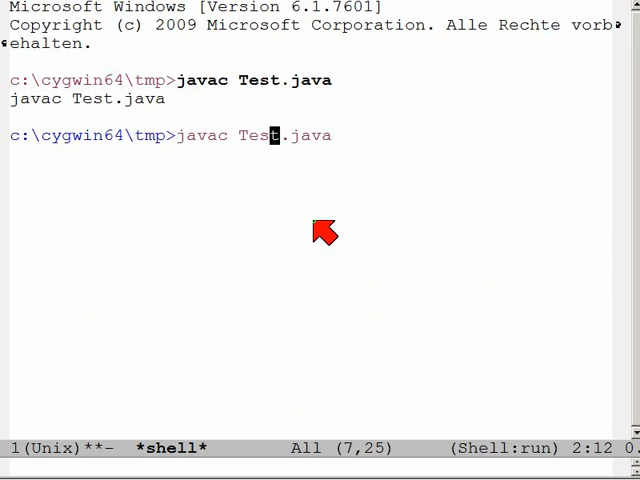 Microsoft Windows [Version 6.1.7601]
Copyright (c) 2009 Microsoft Corporation. Alle Rechte vorb
ehalten.
c:\cygwin64\tmp>javac Test.java
javac Test.java
c:\cygwin64\tmp>javac Test.java
1(Unix)**- *shell* All (7,25) (Shell:run) 2:12 0.